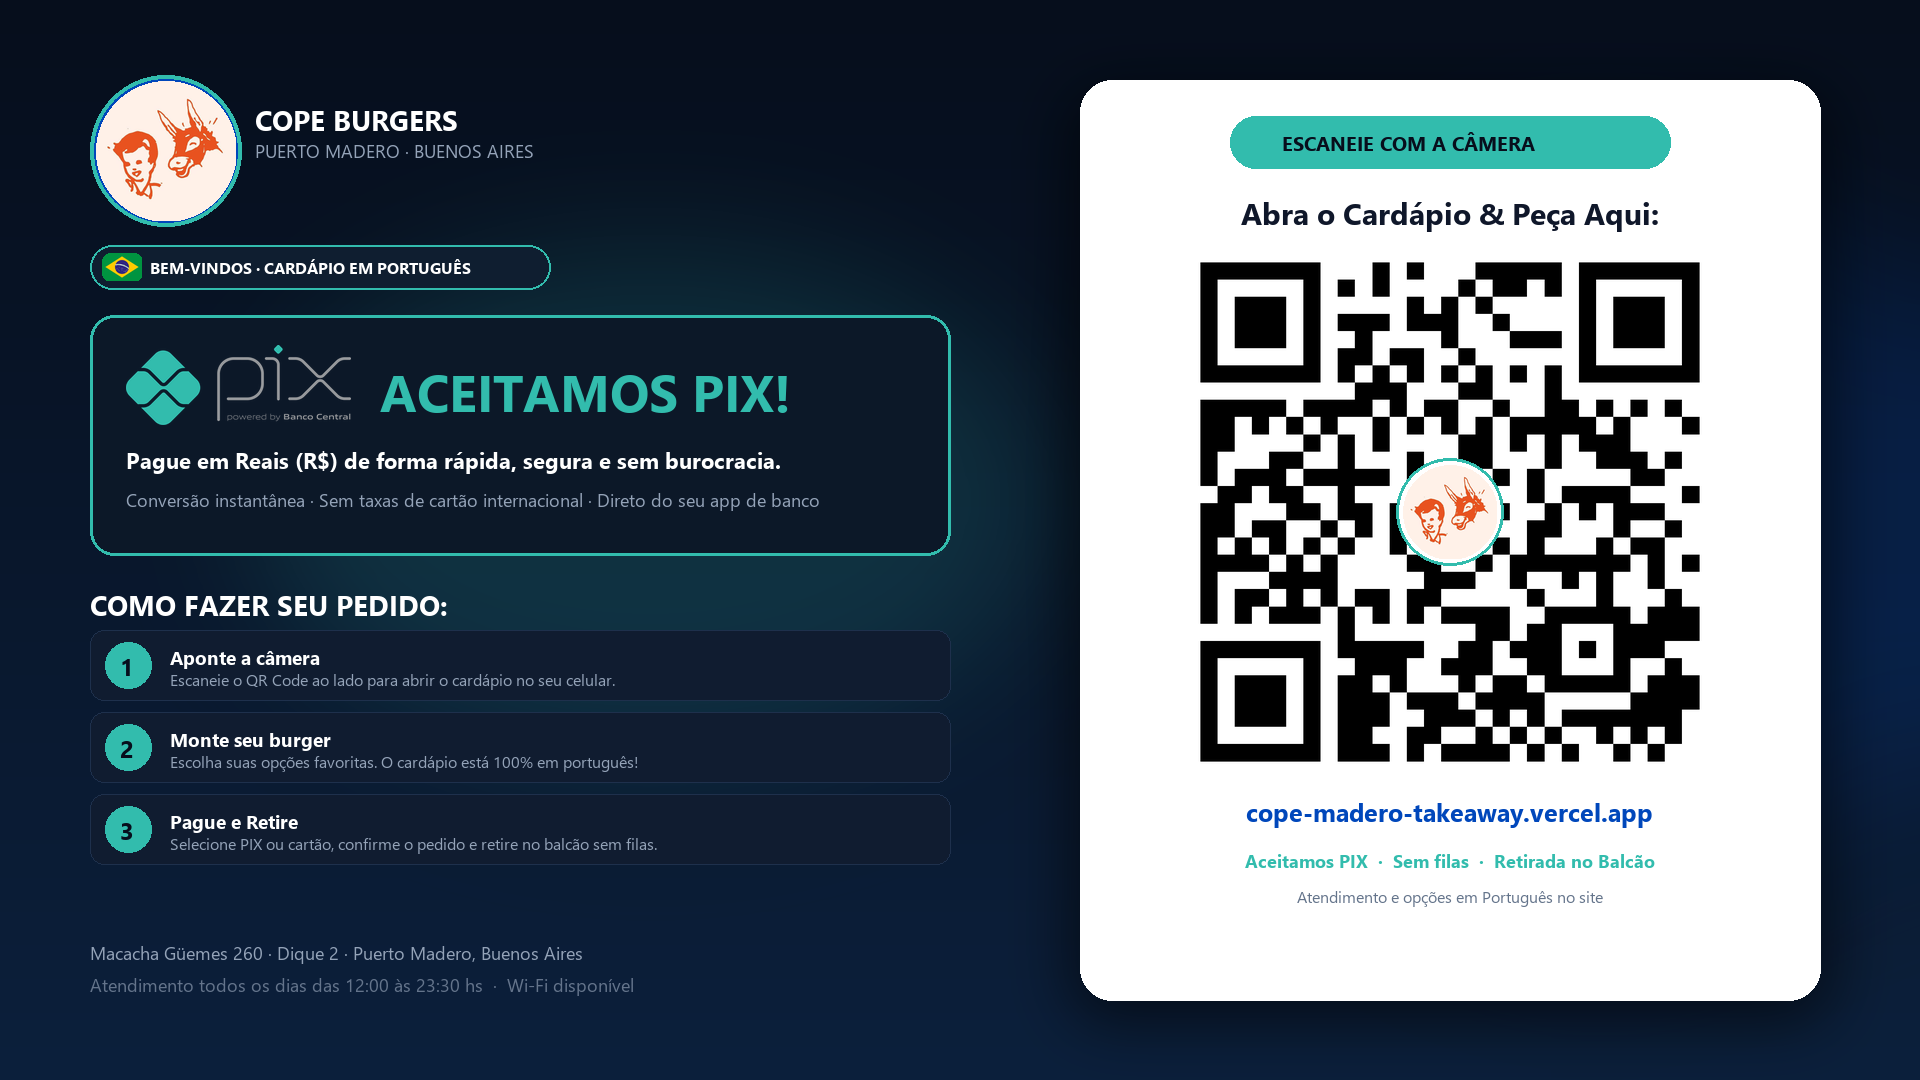 COPE BURGERS
PUERTO MADERO · BUENOS AIRES
BEM-VINDOS · CARDÁPIO EM PORTUGUÊS
pix
powered by Banco Central
ACEITAMOS PIX!
Pague em Reais (R$) de forma rápida, segura e sem burocracia.
Conversão instantânea · Sem taxas de cartão internacional · Direto do seu app de banco
COMO FAZER SEU PEDIDO:
1
Aponte a câmera
Escaneie o QR Code ao lado para abrir o cardápio no seu celular.
2
Monte seu burger
Escolha suas opções favoritas. O cardápio está 100% em português!
3
Pague e Retire
Selecione PIX ou cartão, confirme o pedido e retire no balcão sem filas.
Macacha Güemes 260 · Dique 2 · Puerto Madero, Buenos Aires
Atendimento todos os dias das 12:00 às 23:30 hs · Wi-Fi disponível
ESCANEIE COM A CÂMERA
Abra o Cardápio & Peça Aqui:
cope-madero-takeaway.vercel.app
Aceitamos PIX · Sem filas · Retirada no Balcão
Atendimento e opções em Português no site